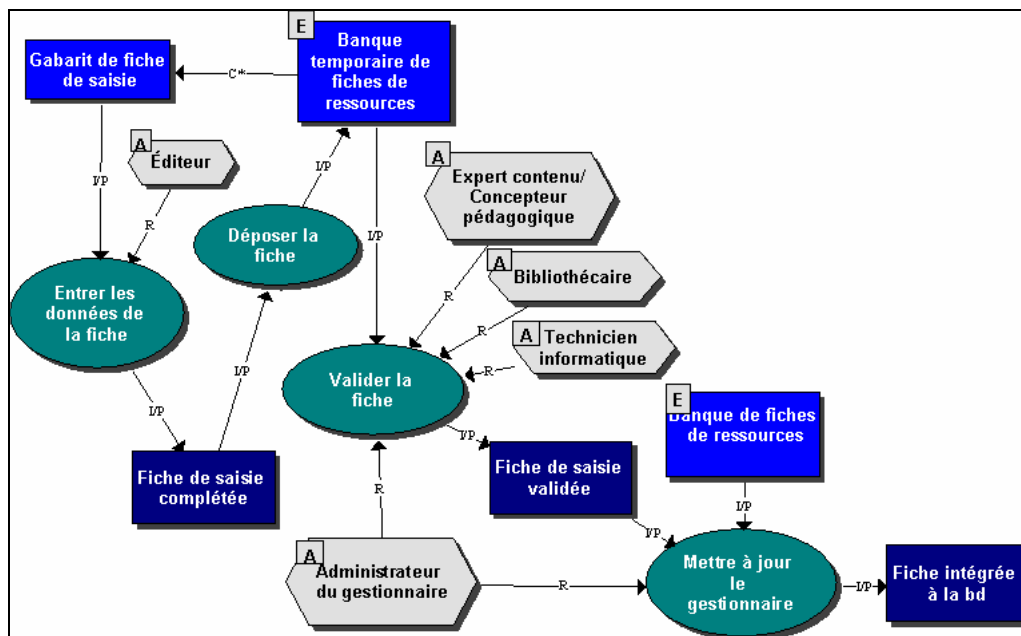 E
Banque
temporaire de
fiches de
ressources
Gabarit de fiche
de saisie
C*
A
Éditeur
I/P
I/P
I/P
R
A
Expert contenu/
Concepteur
pédagogique
Déposer la
fiche
A
Bibliothécaire
R
R
Entrer les
données de
la fiche
A
Technicien
informatique
R
I/P
Valider la
fiche
I/P
E
Banque de fiches
de ressources
I/P
Fiche de saisie
complétée
Fiche de saisie
validée
R
I/P
I/P
A
Administrateur
du gestionnaire
R
Mettre à jour
le
gestionnaire
I/P
Fiche intégrée
à la bd